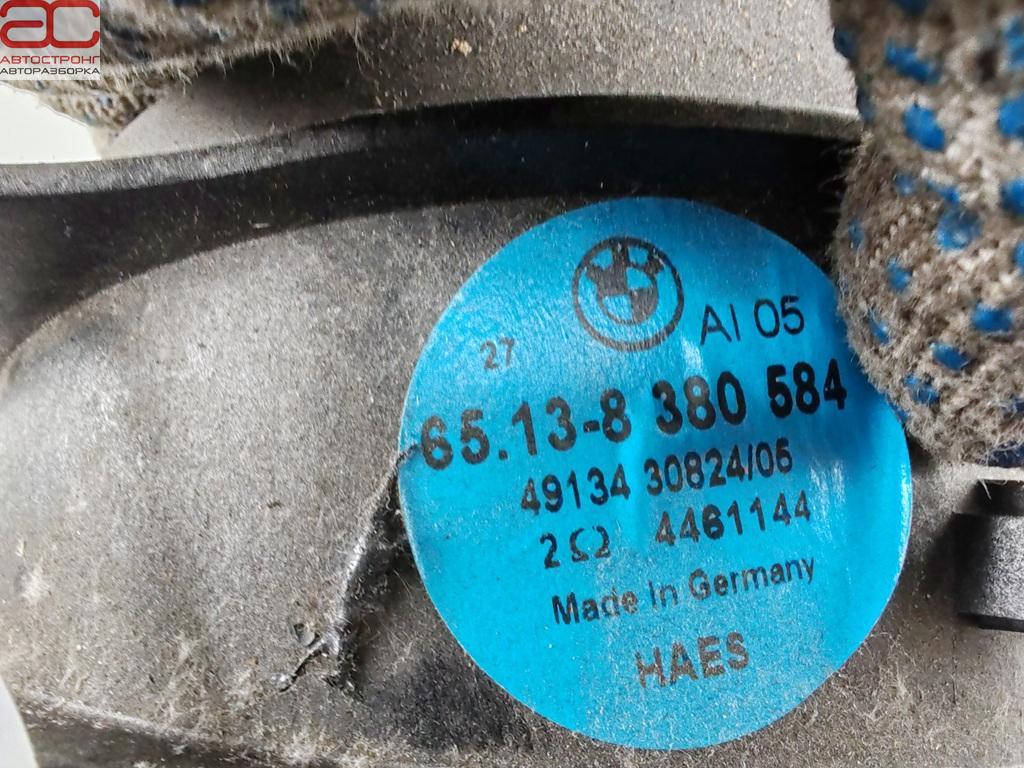 АС
АВТОСТРОНГ
АВТОРАЗБОРКА
AI 05
27
65.13-8 380 584
49134 30824/05
2Ω 4461144
Made In Germany
HAES